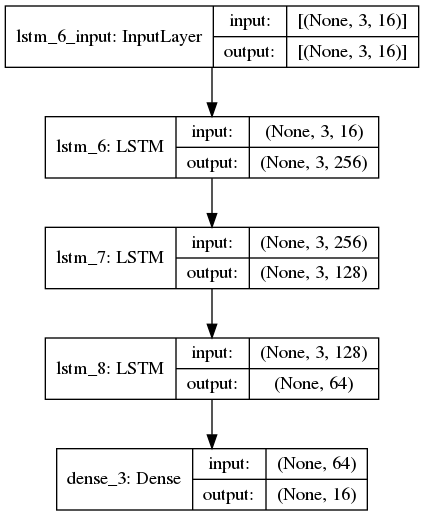 lstm_6_input: InputLayer
input: [(None, 3, 16)]
output: [(None, 3, 16)]
lstm_6: LSTM
input: (None, 3, 16)
output: (None, 3, 256)
lstm_7: LSTM
input: (None, 3, 256)
output: (None, 3, 128)
lstm_8: LSTM
input: (None, 3, 128)
output: (None, 64)
dense_3: Dense
input: (None, 64)
output: (None, 16)